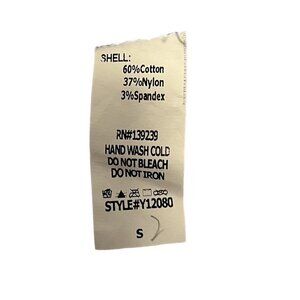 SHELL:
60%Cotton
37%Nylon
3%Spandex
RN#139239
HAND WASH COLD
DO NOT BLEACH
DO NOT IRON
STYLE#Y12080
S